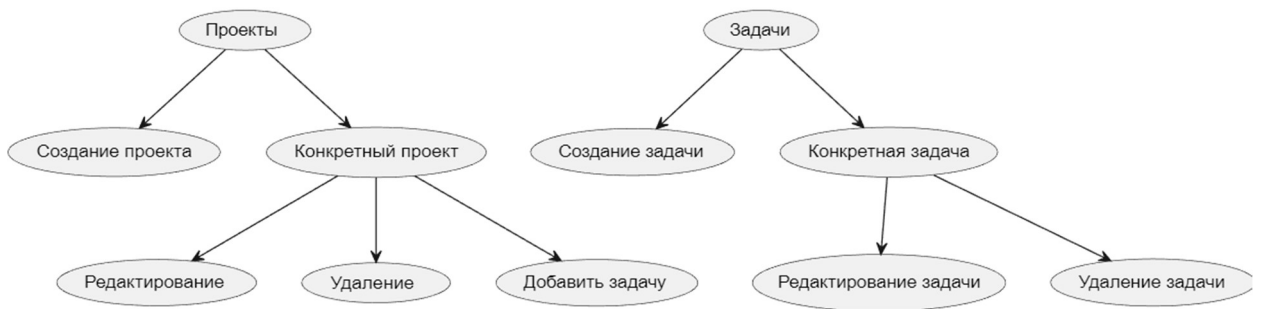 Проекты
Задачи
Создание проекта
Конкретный проект
Создание задачи
Конкретная задача
Редактирование
Удаление
Добавить задачу
Редактирование задачи
Удаление задачи